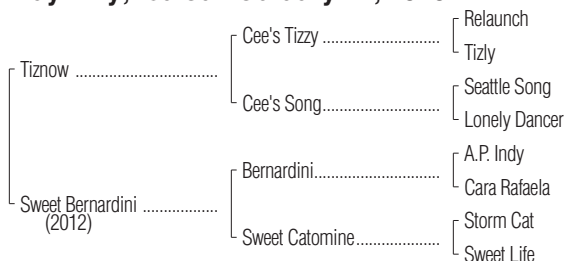 Relaunch
Cee's Tizzy
Tizly
Tiznow
Seattle Song
Cee's Song
Lonely Dancer
A.P. Indy
Bernardini
Cara Rafaela
Sweet Bernardini
(2012)
Storm Cat
Sweet Catomine
Sweet Life